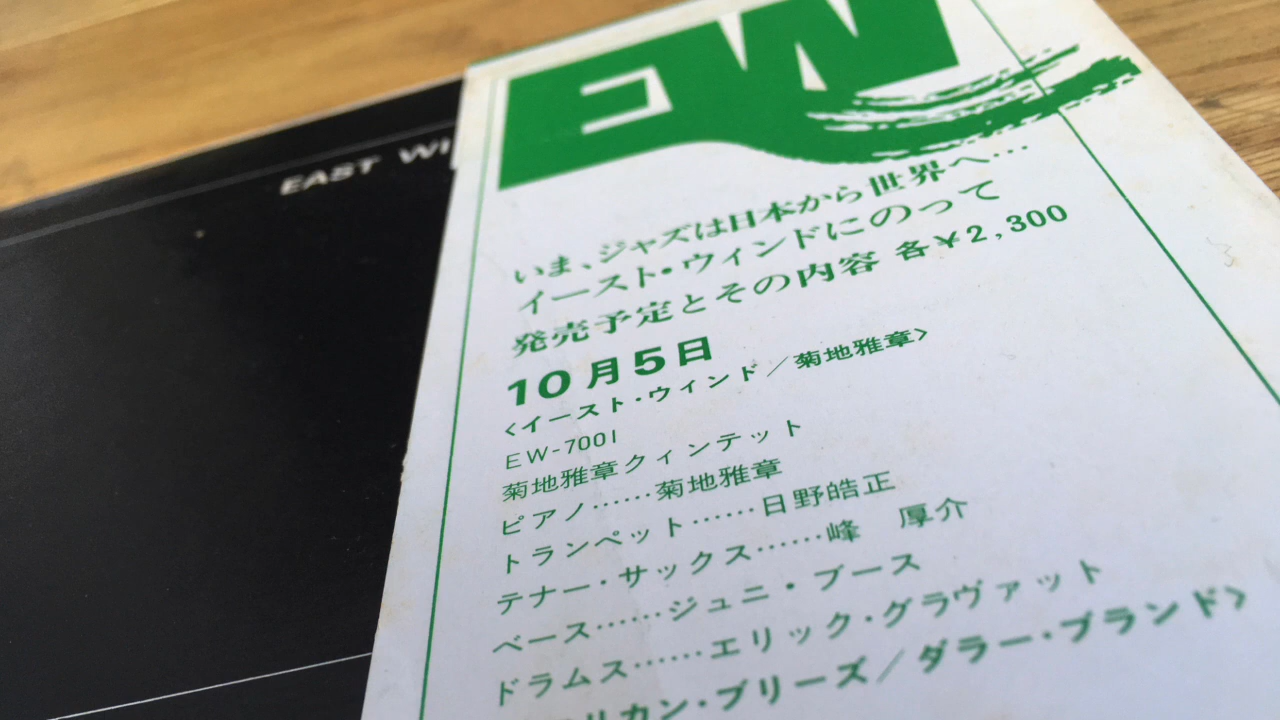 EAST WI
EW
いま、ジャズは日本から世界へ…
イースト・ウィンドにのって
発売予定とその内容 各¥2,300
10月5日
<イースト・ウィンド／菊地雅章>
EW-7001
菊地雅章クィンテット
ピアノ……菊地雅章
トランペット……日野皓正
テナー・サックス……峰　厚介
ベース……ジュニ・ブース
ドラムス……エリック・グラヴァット
リカン・ブリーズ／ダラー・ブランド>